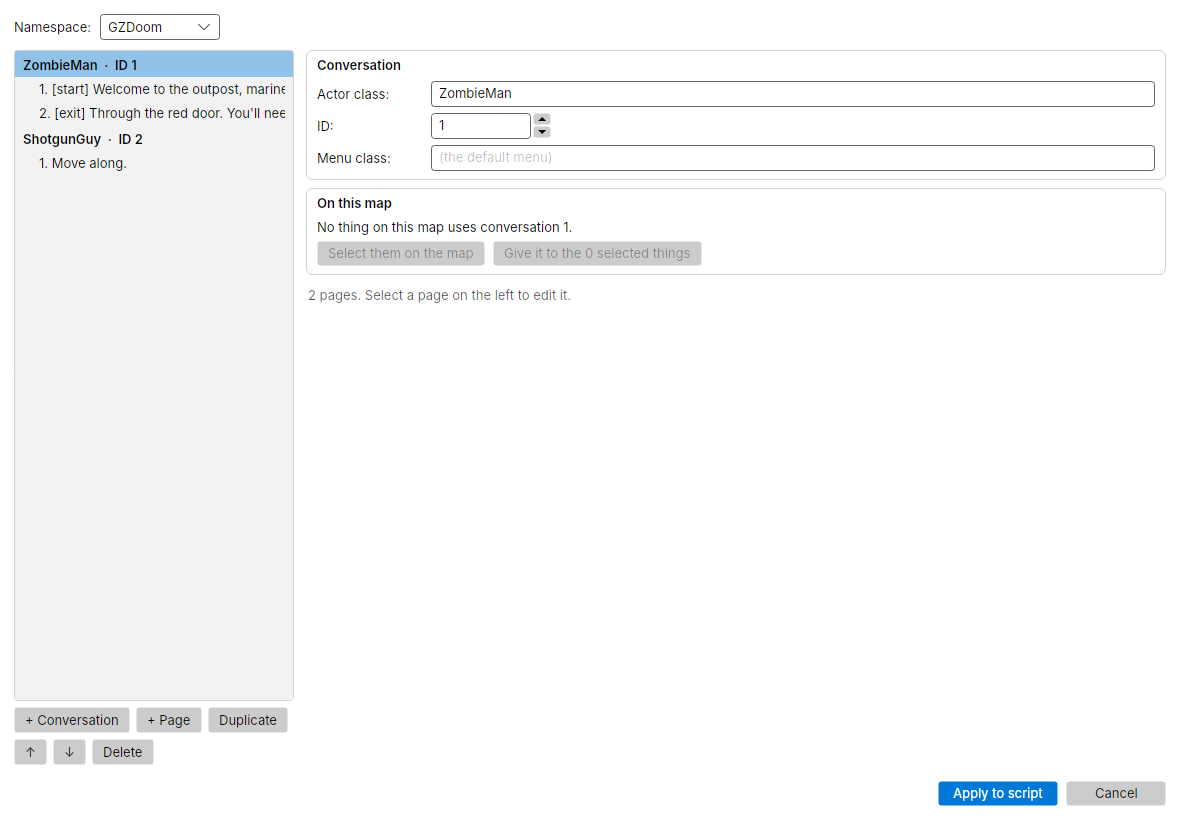 Namespace: GZDoom
ZombieMan · ID 1
1. [start] Welcome to the outpost, marine
2. [exit] Through the red door. You'll nee
ShotgunGuy · ID 2
1. Move along.
+ Conversation + Page Duplicate
↑ ↓ Delete
Conversation
Actor class: ZombieMan
ID: 1
Menu class: (the default menu)
On this map
No thing on this map uses conversation 1.
Select them on the map Give it to the 0 selected things
2 pages. Select a page on the left to edit it.
Apply to script Cancel